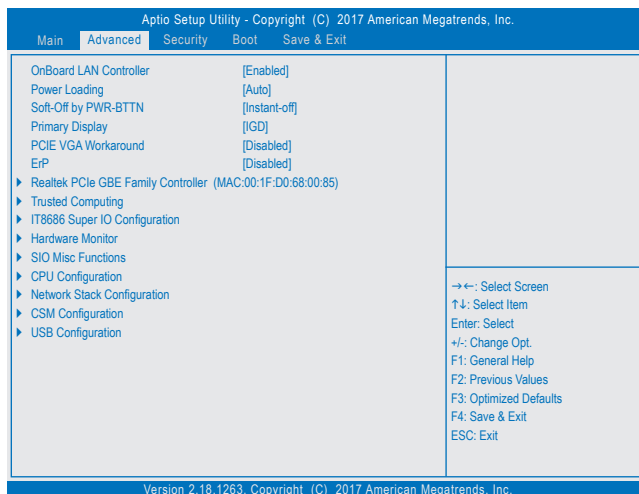 Aptio Setup Utility - Copyright (C) 2017 American Megatrends, Inc.
Main Advanced Security Boot Save & Exit
OnBoard LAN Controller [Enabled]
Power Loading [Auto]
Soft-Off by PWR-BTTN [Instant-off]
Primary Display [IGD]
PCIE VGA Workaround [Disabled]
ErP [Disabled]
Realtek PCIe GBE Family Controller (MAC:00:1F:D0:68:00:85)
Trusted Computing
IT8686 Super IO Configuration
Hardware Monitor
SIO Misc Functions
CPU Configuration
Network Stack Configuration
CSM Configuration
USB Configuration
→←: Select Screen
↑↓: Select Item
Enter: Select
+/-: Change Opt.
F1: General Help
F2: Previous Values
F3: Optimized Defaults
F4: Save & Exit
ESC: Exit
Version 2.18.1263. Copyright (C) 2017 American Megatrends, Inc.